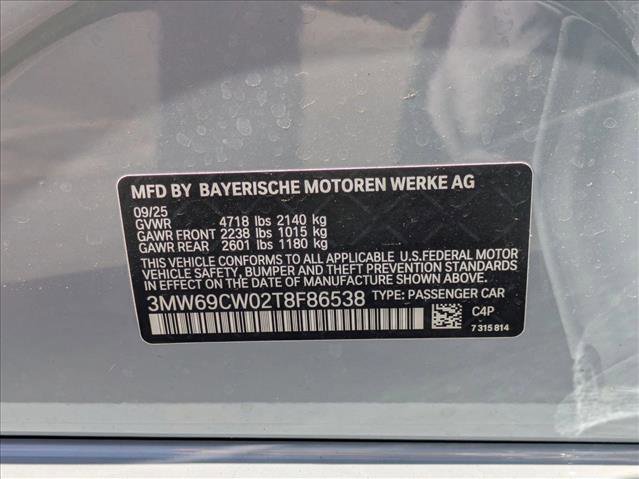 MFD BY BAYERISCHE MOTOREN WERKE AG
09/25
GVWR 4718 lbs 2140 kg
GAWR FRONT 2238 lbs 1015 kg
GAWR REAR 2601 lbs 1180 kg
THIS VEHICLE CONFORMS TO ALL APPLICABLE U.S.FEDERAL MOTOR
VEHICLE SAFETY, BUMPER AND THEFT PREVENTION STANDARDS
IN EFFECT ON THE DATE OF MANUFACTURE SHOWN ABOVE.
3MW69CW02T8F86538 TYPE: PASSENGER CAR
C4P
7 315 814